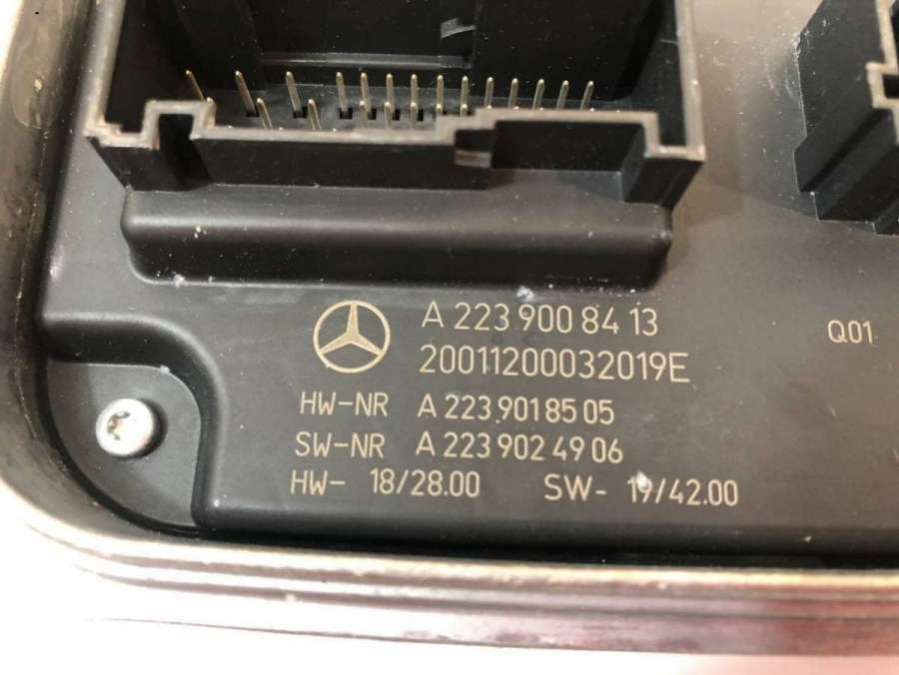 A 223 900 84 13
Q01
20011200032019E
HW-NR A 223 901 85 05
SW-NR A 223 902 49 06
HW- 18/28.00 SW- 19/42.00